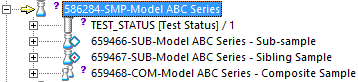 586284-SMP-Model ABC Series
TEST_STATUS [Test Status] / 1
659466-SUB-Model ABC Series - Sub-sample
659467-SUB-Model ABC Series - Sibling Sample
659468-COM-Model ABC Series - Composite Sample